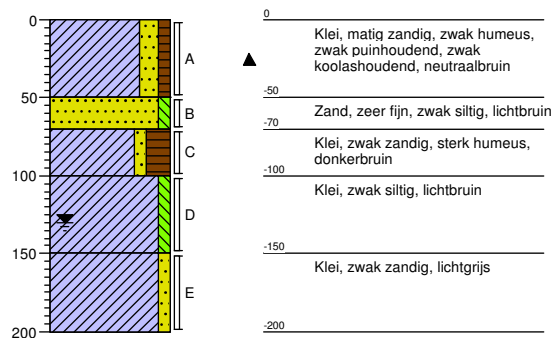 0
50
100
150
200
A
B
C
D
E
0
Klei, matig zandig, zwak humeus,
zwak puinhoudend, zwak
koolashoudend, neutraalbruin
-50
Zand, zeer fijn, zwak siltig, lichtbruin
-70
Klei, zwak zandig, sterk humeus,
donkerbruin
-100
Klei, zwak siltig, lichtbruin
-150
Klei, zwak zandig, lichtgrijs
-200